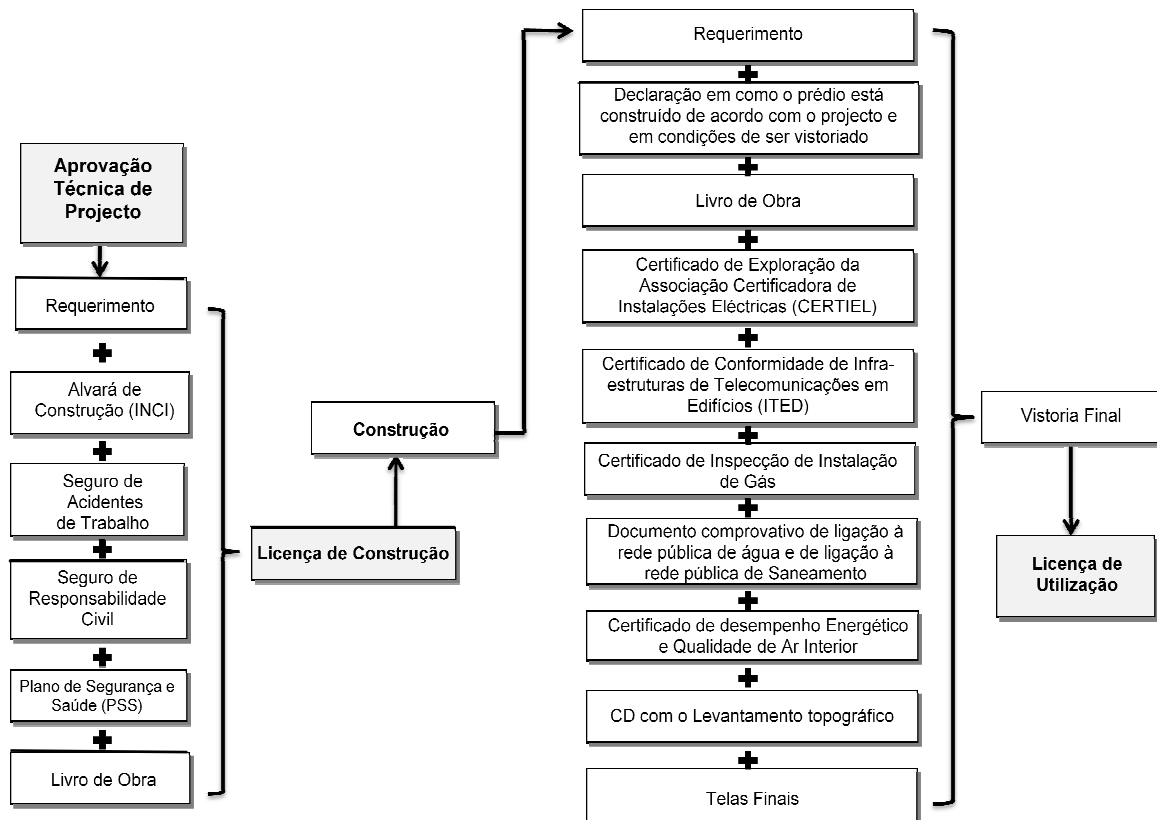 Aprovação
Técnica de
Projecto
Requerimento
Alvará de
Construção (INCI)
Seguro de
Acidentes
de Trabalho
Seguro de
Responsabilidade
Civil
Plano de Segurança e
Saúde (PSS)
Livro de Obra
Licença de Construção
Construção
Requerimento
Declaração em como o prédio está
construído de acordo com o projecto e
em condições de ser vistoriado
Livro de Obra
Certificado de Exploração da
Associação Certificadora de
Instalações Eléctricas (CERTIEL)
Certificado de Conformidade de Infra-
estruturas de Telecomunicações em
Edifícios (ITED)
Certificado de Inspecção de Instalação
de Gás
Documento comprovativo de ligação à
rede pública de água e de ligação à
rede pública de Saneamento
Certificado de desempenho Energético
e Qualidade de Ar Interior
CD com o Levantamento topográfico
Telas Finais
Vistoria Final
Licença de
Utilização